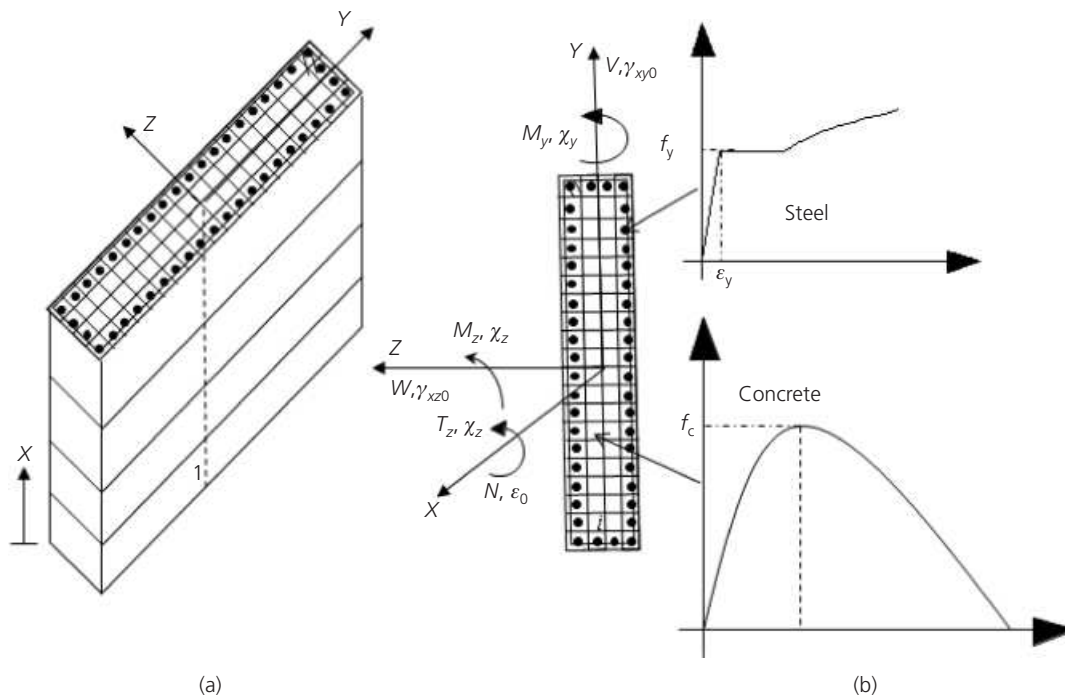 Y
Z
X
1
(a)
Y
V,γxy0
My, χy
Mz, χz
Z
W,γxz0
Tz, χz
N, ε0
X
i
fy
Steel
εy
Concrete
fc
(b)